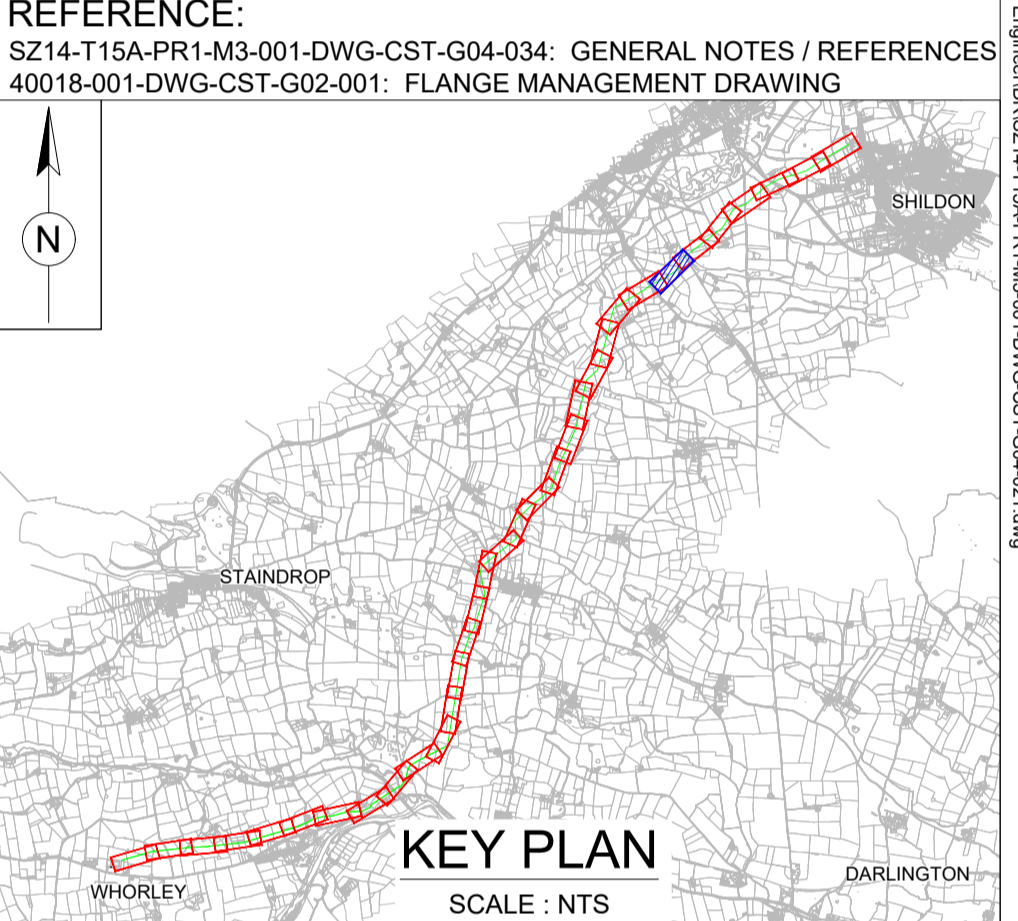 REFERENCE:
SZ14-T15A-PR1-M3-001-DWG-CST-G04-034: GENERAL NOTES / REFERENCES
40018-001-DWG-CST-G02-001: FLANGE MANAGEMENT DRAWING
N
SHILDON
STAINDROP
KEY PLAN
SCALE : NTS
WHORLEY
DARLINGTON